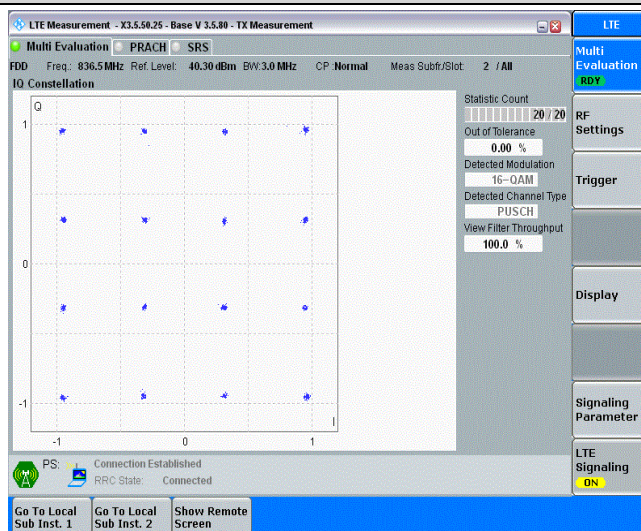 LTE Measurement - X3.5.50.25 - Base V 3.5.80 - TX Measurement
LTE
Multi Evaluation PRACH SRS
FDD Freq.: 836.5 MHz Ref. Level: 40.30 dBm BW:3.0 MHz CP :Normal Meas Subfr./Slot: 2 / All
IQ Constellation
Q
1
0
-1
-1 0 1
I
Statistic Count
20 / 20
Out of Tolerance
0.00 %
Detected Modulation
16-QAM
Detected Channel Type
PUSCH
View Filter Throughput
100.0 %
Multi
Evaluation
RDY
RF
Settings
Trigger
Display
Signaling
Parameter
LTE
Signaling
ON
PS: Connection Established
RRC State: Connected
Go To Local
Sub Inst. 1
Go To Local
Sub Inst. 2
Show Remote
Screen